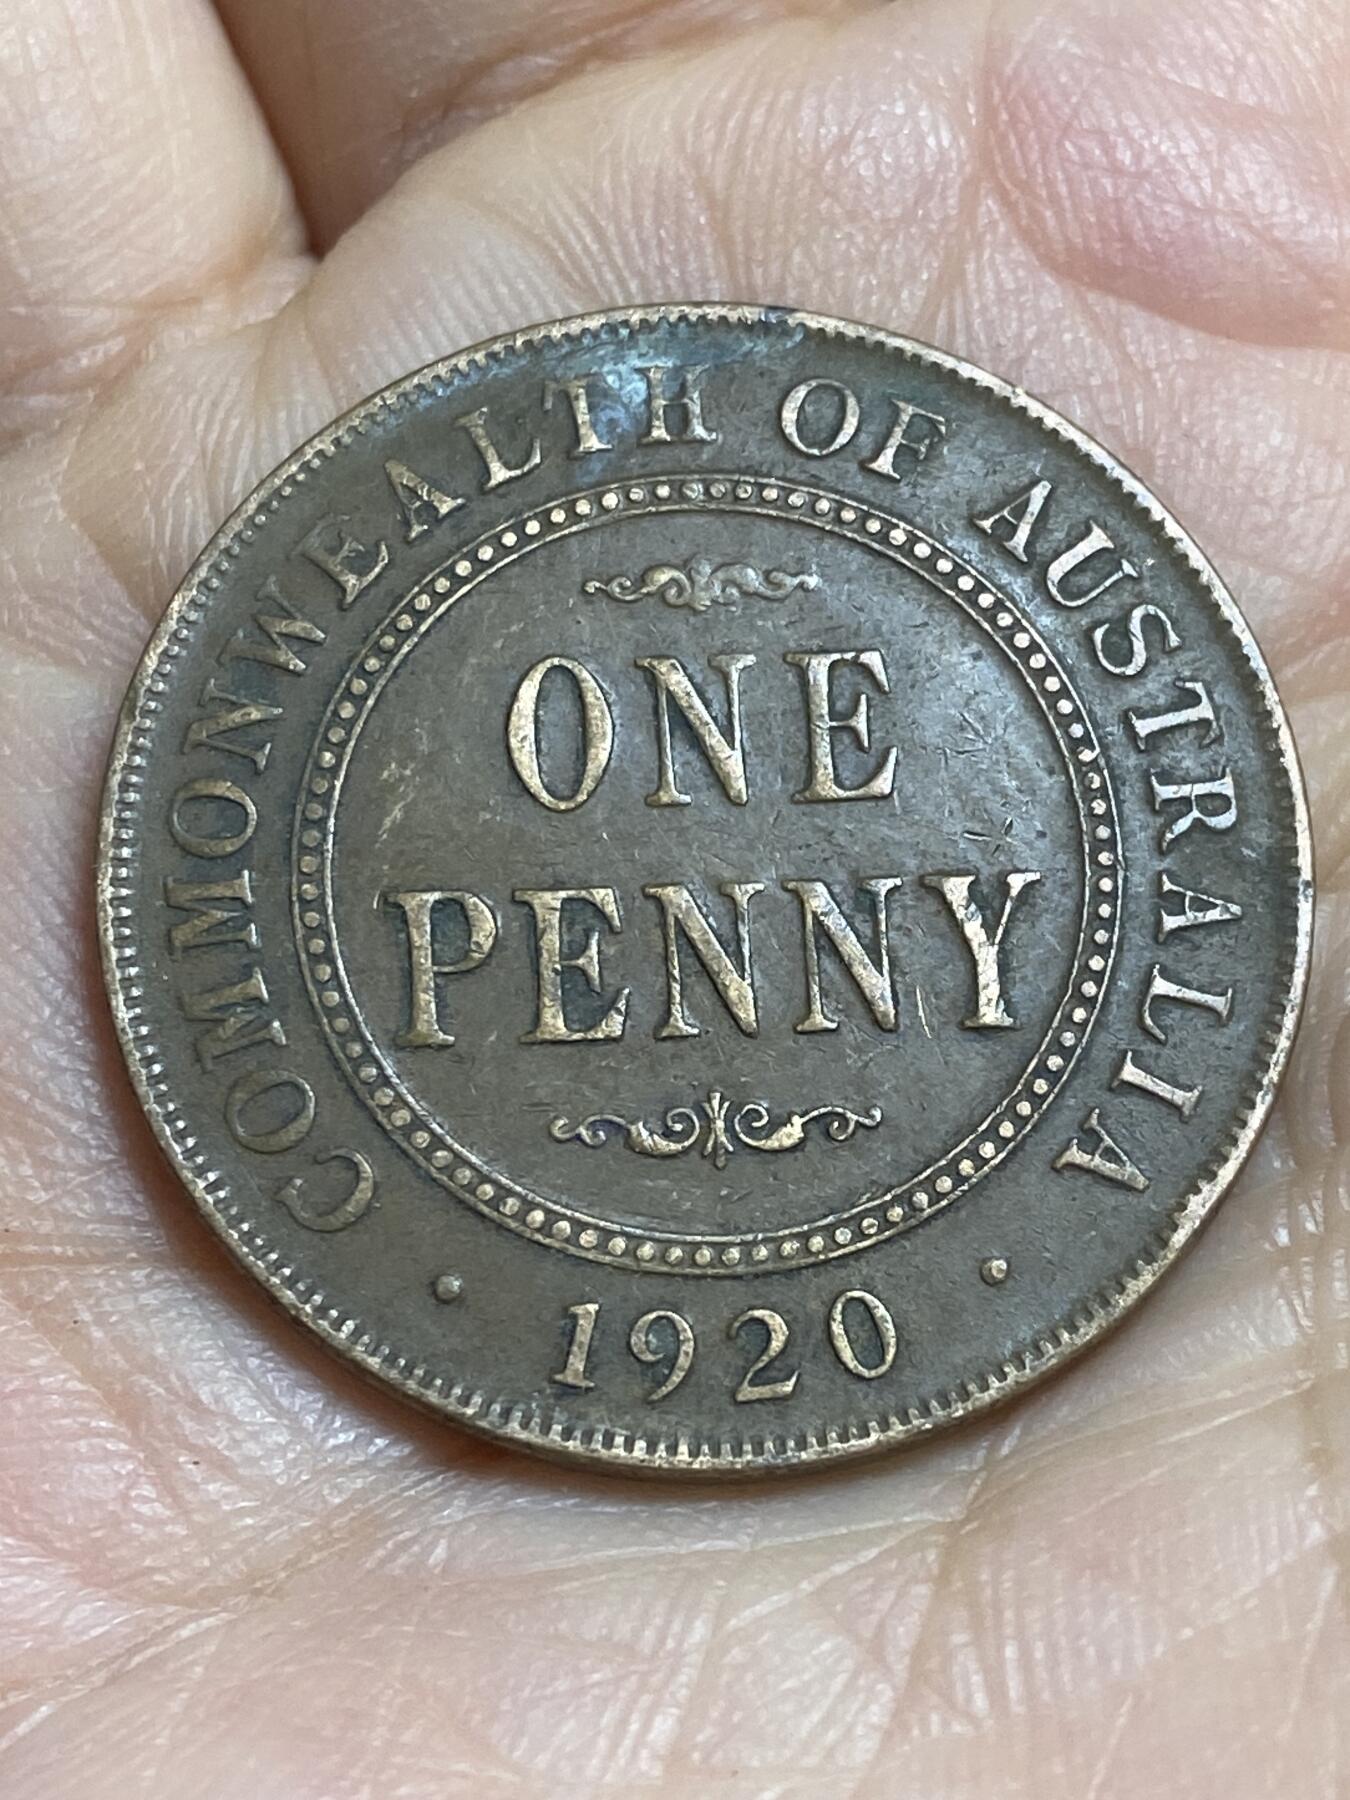 COMMONWEALTH OF AUSTRALIA
ONE
PENNY
· 1920 ·